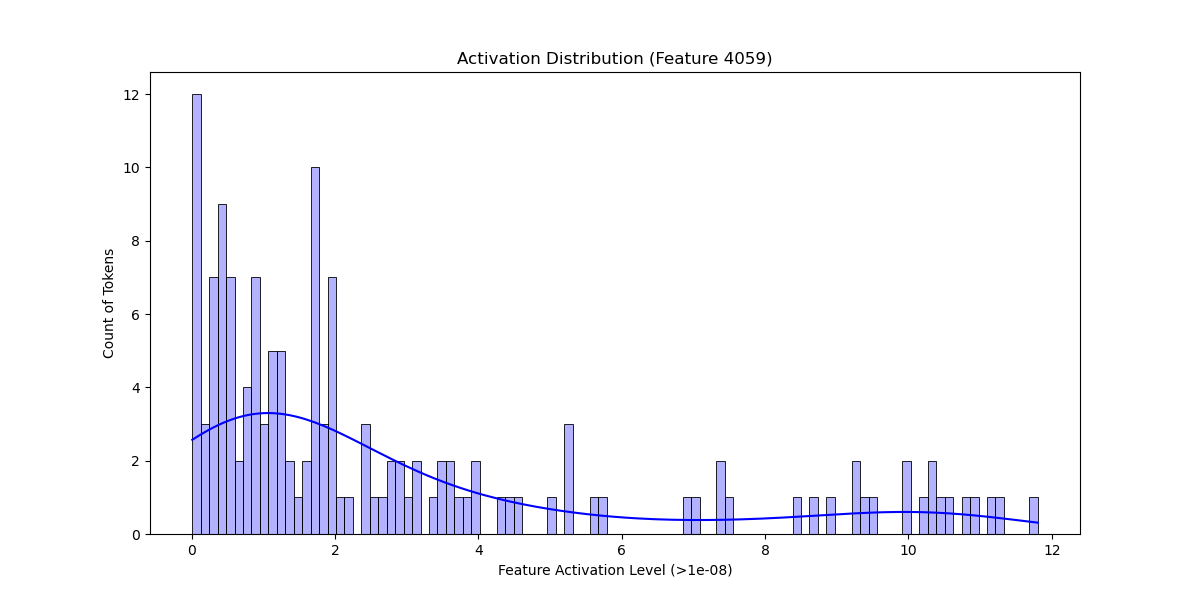 Activation Distribution (Feature 4059)
12
10
8
6
4
2
0
Count of Tokens
0 2 4 6 8 10 12
Feature Activation Level (>1e-08)